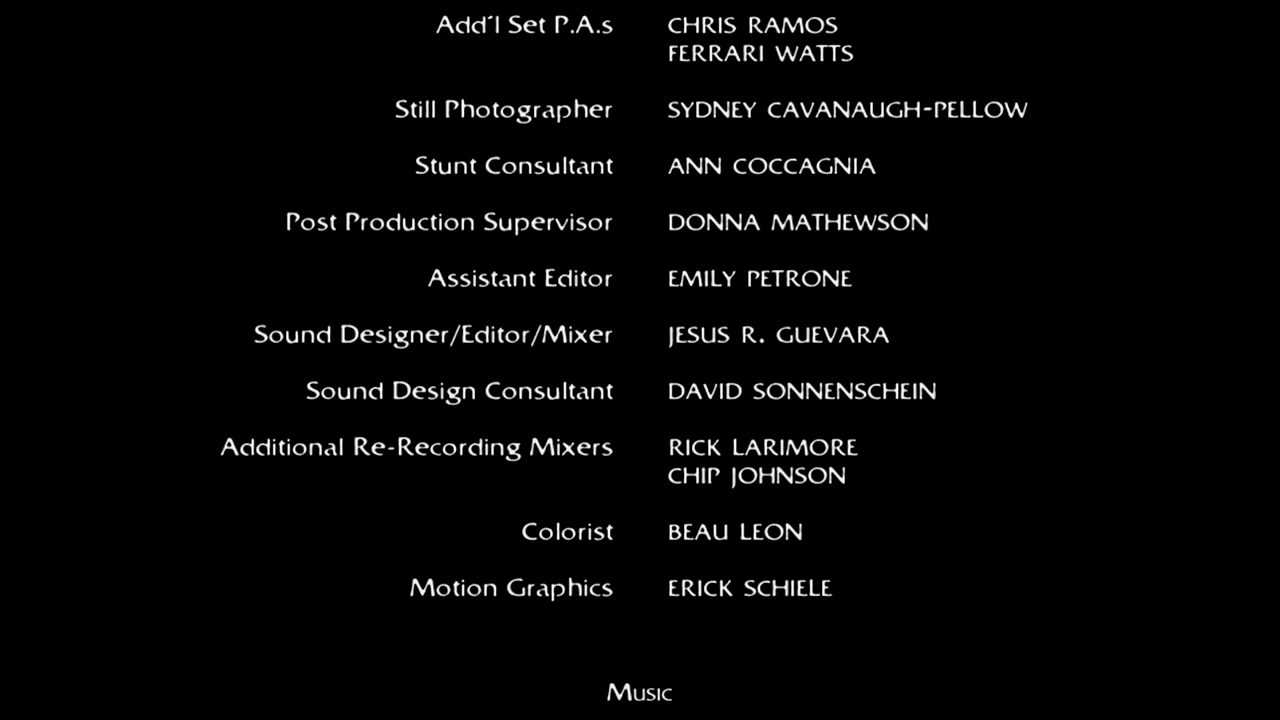 Add'l Set P.A.s CHRIS RAMOS
FERRARI WATTS
Still Photographer SYDNEY CAVANAUGH-PELLOW
Stunt Consultant ANN COCCAGNIA
Post Production Supervisor DONNA MATHEWSON
Assistant Editor EMILY PETRONE
Sound Designer/Editor/Mixer JESUS R. GUEVARA
Sound Design Consultant DAVID SONNENSCHEIN
Additional Re-Recording Mixers RICK LARIMORE
CHIP JOHNSON
Colorist BEAU LEON
Motion Graphics ERICK SCHIELE
MUSIC